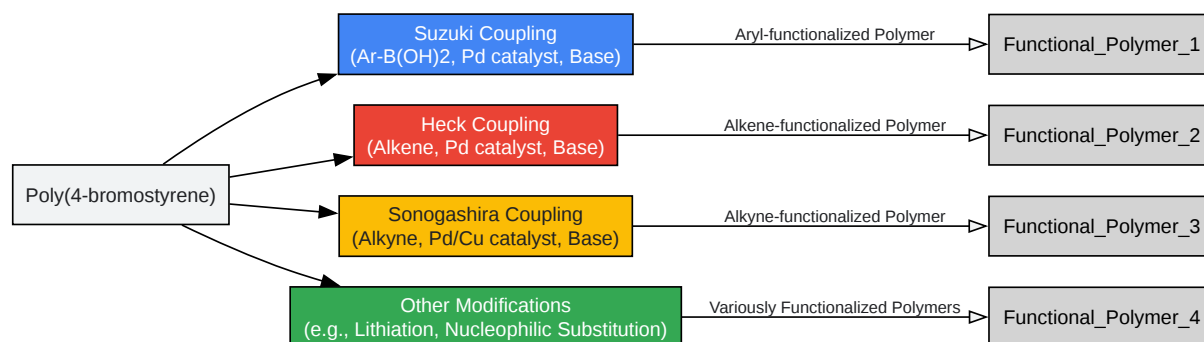 Suzuki Coupling
(Ar-B(OH)2, Pd catalyst, Base)
Aryl-functionalized Polymer
Functional_Polymer_1
Heck Coupling
(Alkene, Pd catalyst, Base)
Alkene-functionalized Polymer
Functional_Polymer_2
Poly(4-bromostyrene)
Sonogashira Coupling
(Alkyne, Pd/Cu catalyst, Base)
Alkyne-functionalized Polymer
Functional_Polymer_3
Other Modifications
(e.g., Lithiation, Nucleophilic Substitution)
Variously Functionalized Polymers
Functional_Polymer_4